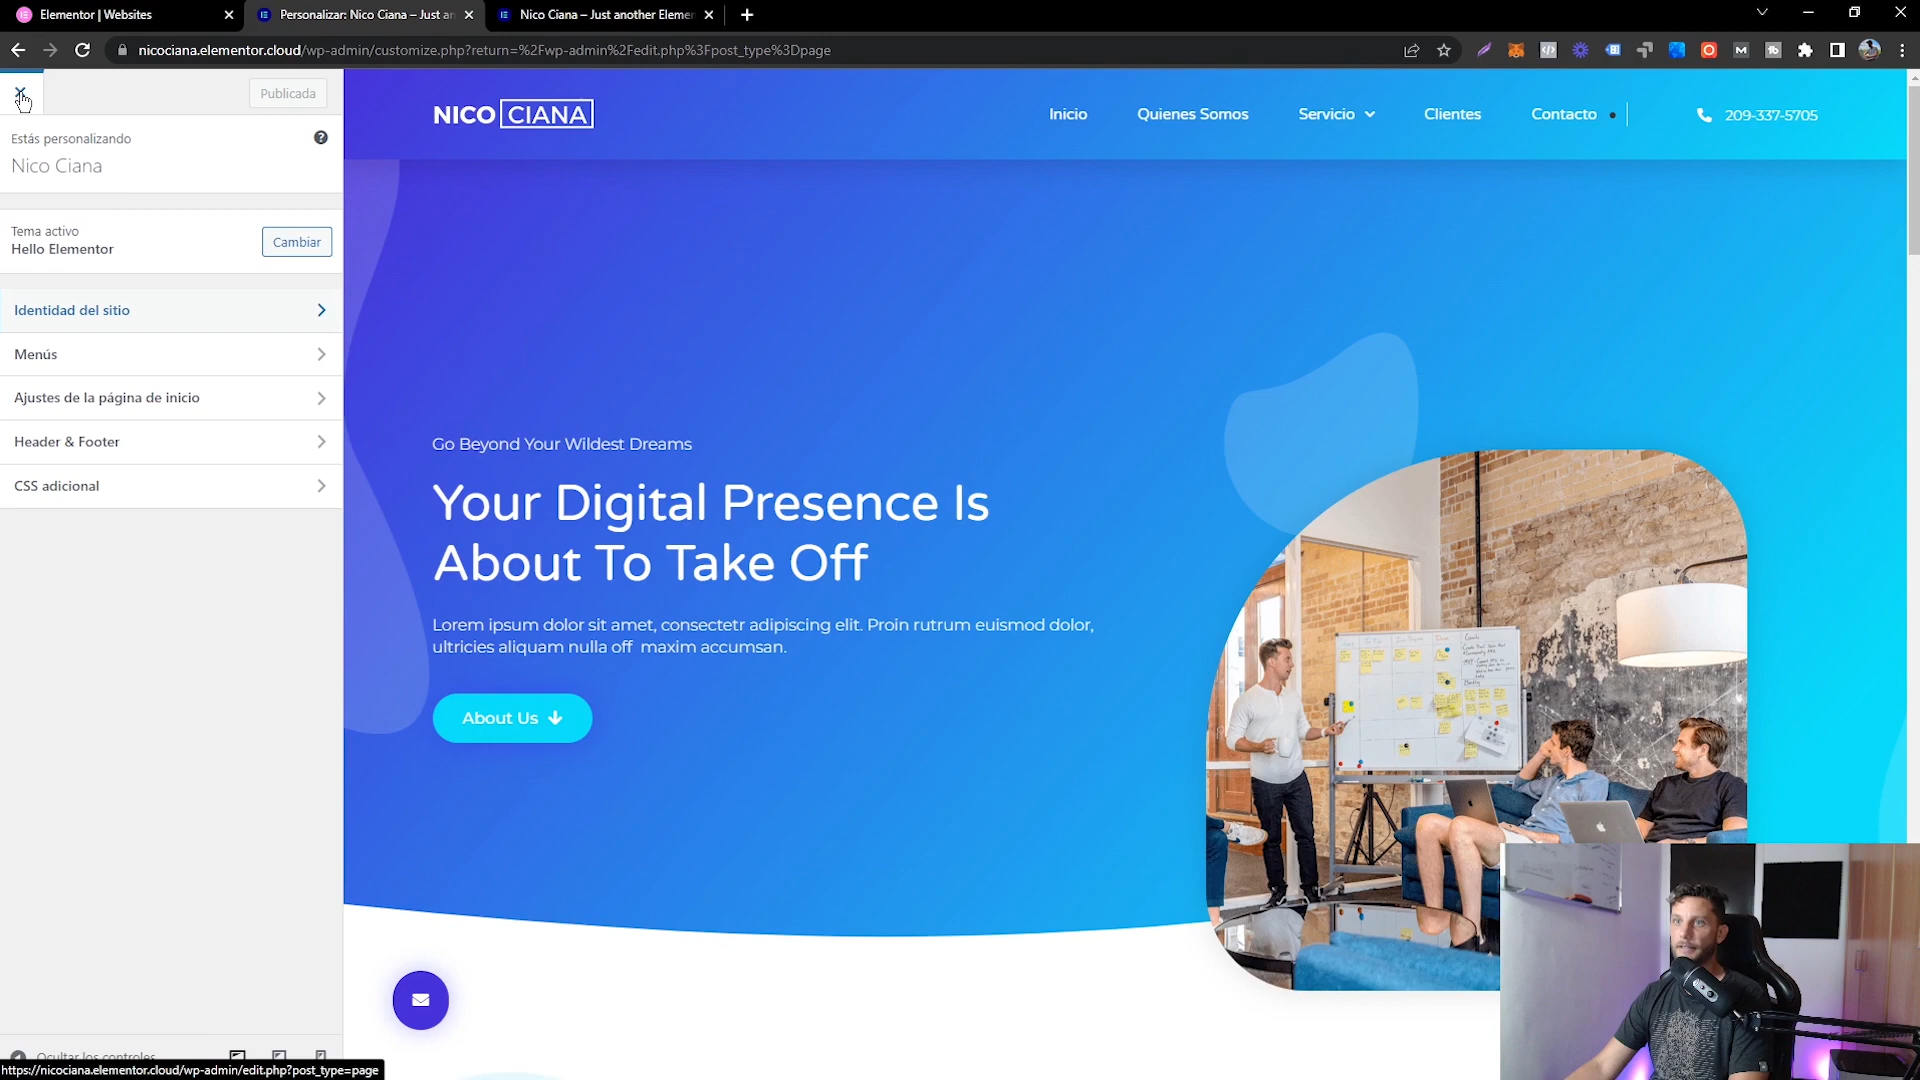 Elementor | Websites
Personalizar: Nico Ciana – Just an
Nico Ciana – Just another Elemen
nicociana.elementor.cloud/wp-admin/customize.php?return=%2Fwp-admin%2Fedit.php%3Fpost_type%3Dpage
Publicada
Estás personalizando
Nico Ciana
Tema activo
Hello Elementor
Cambiar
Identidad del sitio
Menús
Ajustes de la página de inicio
Header & Footer
CSS adicional
Ocultar los controles
https://nicociana.elementor.cloud/wp-admin/edit.php?post_type=page
NICO CIANA
Inicio
Quienes Somos
Servicio
Clientes
Contacto
209-337-5705
Go Beyond Your Wildest Dreams
Your Digital Presence Is
About To Take Off
Lorem ipsum dolor sit amet, consectetr adipiscing elit. Proin rutrum euismod dolor,
ultricies aliquam nulla off maxim accumsan.
About Us